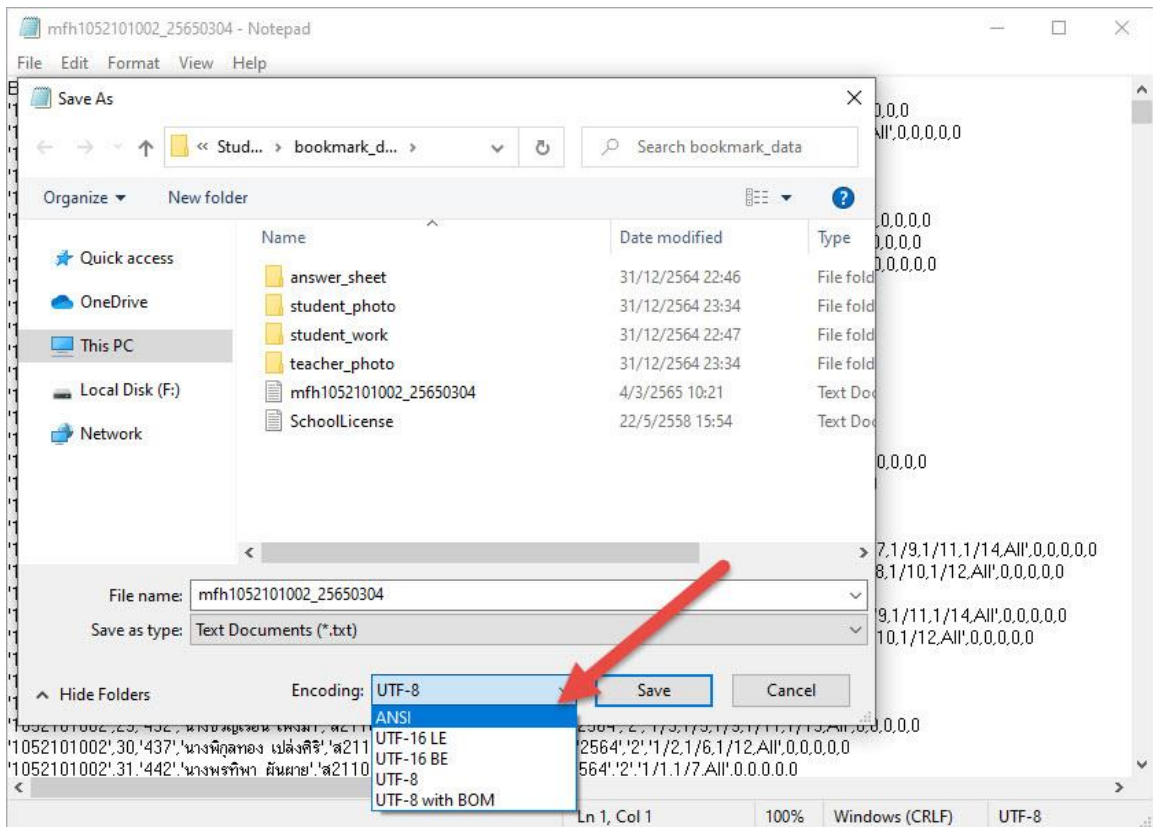 mfh1052101002_25650304 - Notepad
File Edit Format View Help
Save As
« Stud... › bookmark_d... › Search bookmark_data
Organize New folder
Name Date modified Type
Quick access
OneDrive
This PC
Local Disk (F:)
Network
answer_sheet 31/12/2564 22:46 File fold
student_photo 31/12/2564 23:34 File fold
student_work 31/12/2564 22:47 File fold
teacher_photo 31/12/2564 23:34 File fold
mfh1052101002_25650304 4/3/2565 10:21 Text Doc
SchoolLicense 22/5/2558 15:54 Text Doc
0,0,0
All',0,0,0,0,0
,0,0,0,0
0,0,0,0
0,0,0,0,0
0,0,0,0
7,1/9,1/11,1/14,All',0,0,0,0,0
8,1/10,1/12,All',0,0,0,0,0
/9,1/11,1/14,All',0,0,0,0,0
10,1/12,All',0,0,0,0,0
File name: mfh1052101002_25650304
Save as type: Text Documents (*.txt)
Hide Folders Encoding: UTF-8 Save Cancel
ANSI
UTF-16 LE
UTF-16 BE
UTF-8
UTF-8 with BOM
'1052101002',30,'437','นางพิกุลทอง เปล่งศิริ','ส211 '2564','2','1/2,1/6,1/12,All',0,0,0,0,0
'1052101002',31,'442','นางพรทิพา ผันผาย','ส2110 564','2','1/1,1/7,All',0,0,0,0,0
Ln 1, Col 1 100% Windows (CRLF) UTF-8